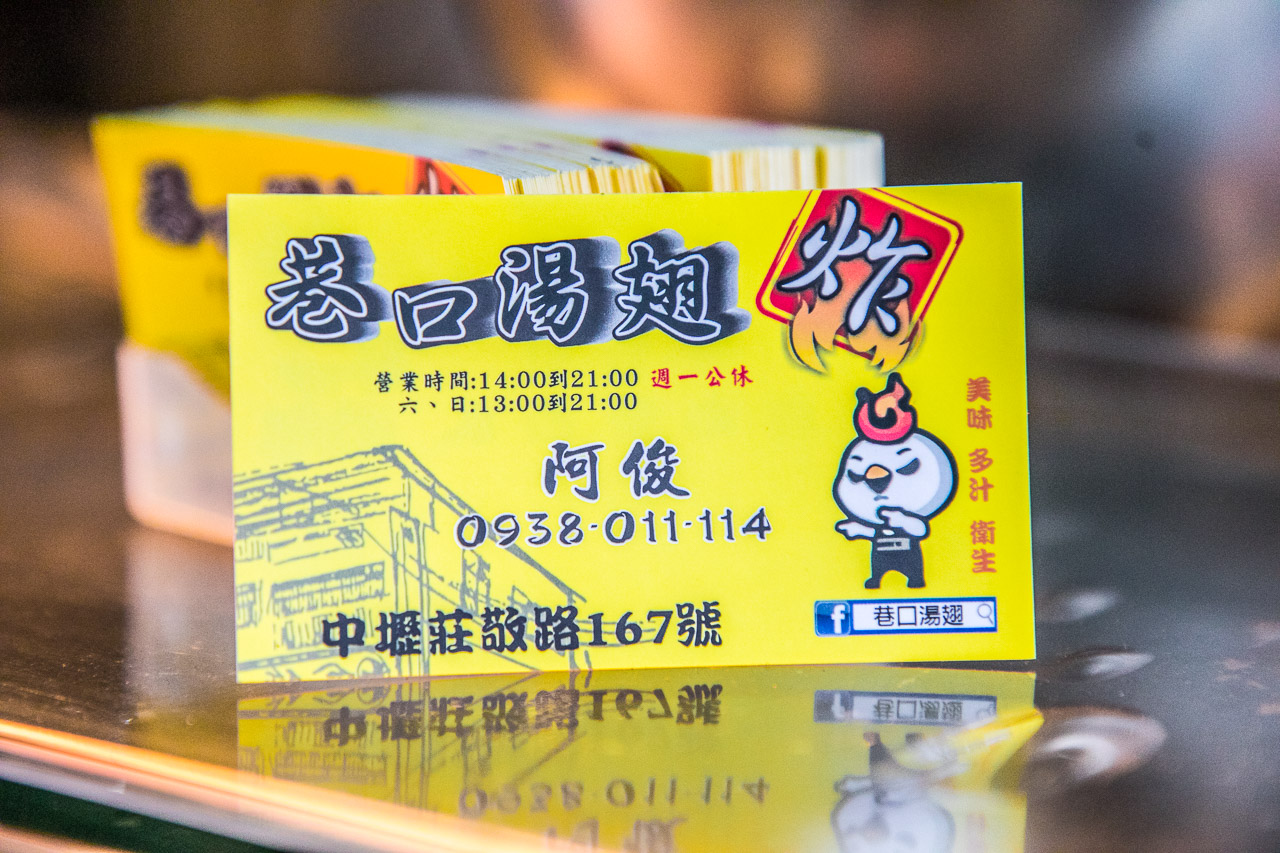 巷口湯翅
炸
營業時間:14:00到21:00 週一公休
六、日:13:00到21:00
阿俊
0938-011-114
美味 多汁 衛生
中壢莊敬路167號
f 巷口湯翅